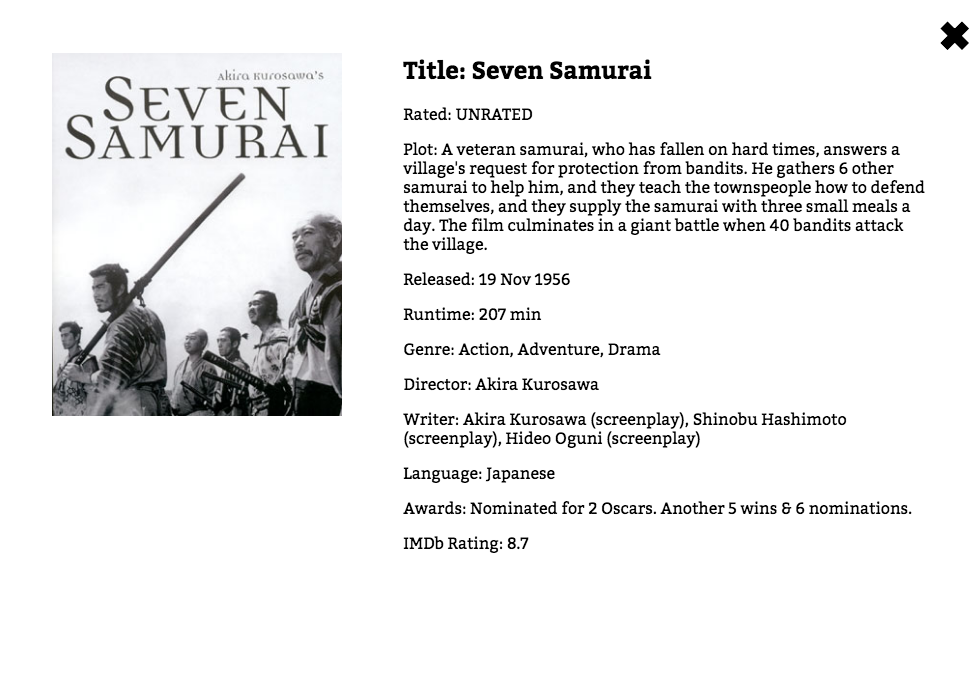 Akira Kurosawa's
SEVEN
SAMURAI
Title: Seven Samurai
Rated: UNRATED
Plot: A veteran samurai, who has fallen on hard times, answers a
village's request for protection from bandits. He gathers 6 other
samurai to help him, and they teach the townspeople how to defend
themselves, and they supply the samurai with three small meals a
day. The film culminates in a giant battle when 40 bandits attack
the village.
Released: 19 Nov 1956
Runtime: 207 min
Genre: Action, Adventure, Drama
Director: Akira Kurosawa
Writer: Akira Kurosawa (screenplay), Shinobu Hashimoto
(screenplay), Hideo Oguni (screenplay)
Language: Japanese
Awards: Nominated for 2 Oscars. Another 5 wins & 6 nominations.
IMDb Rating: 8.7